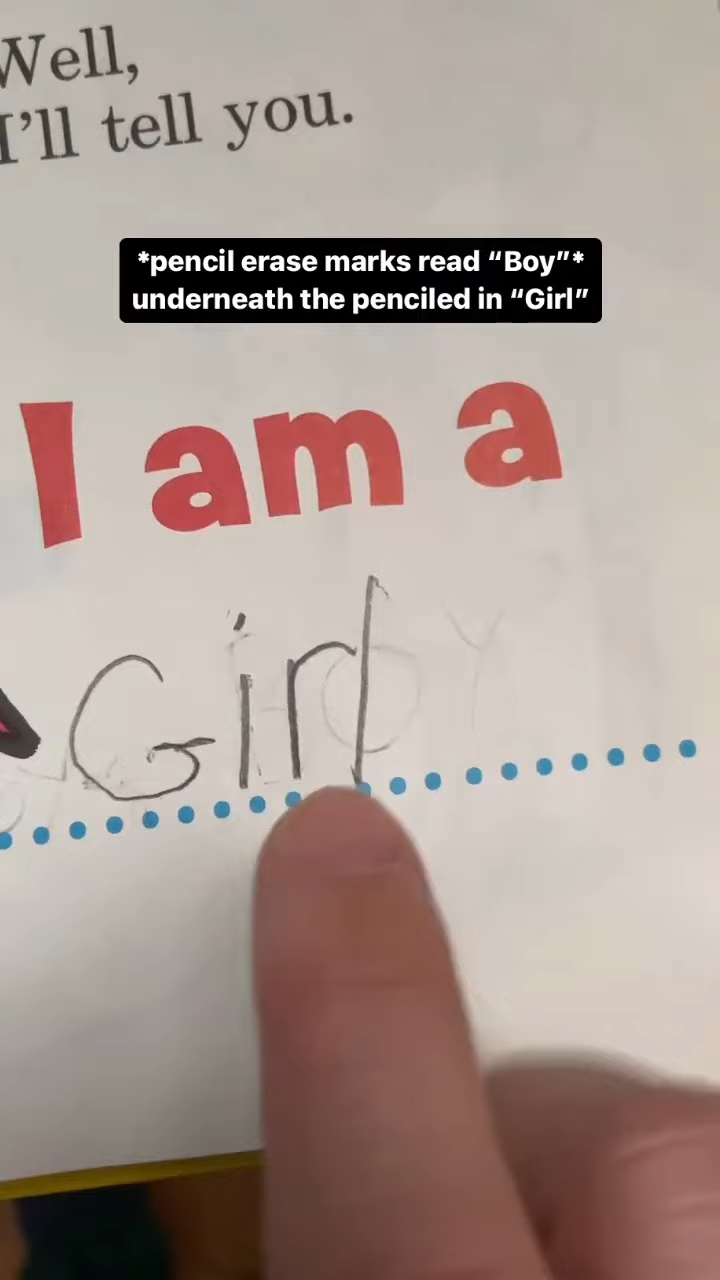 Well,
I'll tell you.
*pencil erase marks read “Boy”*
underneath the penciled in “Girl”
I am a
Girl